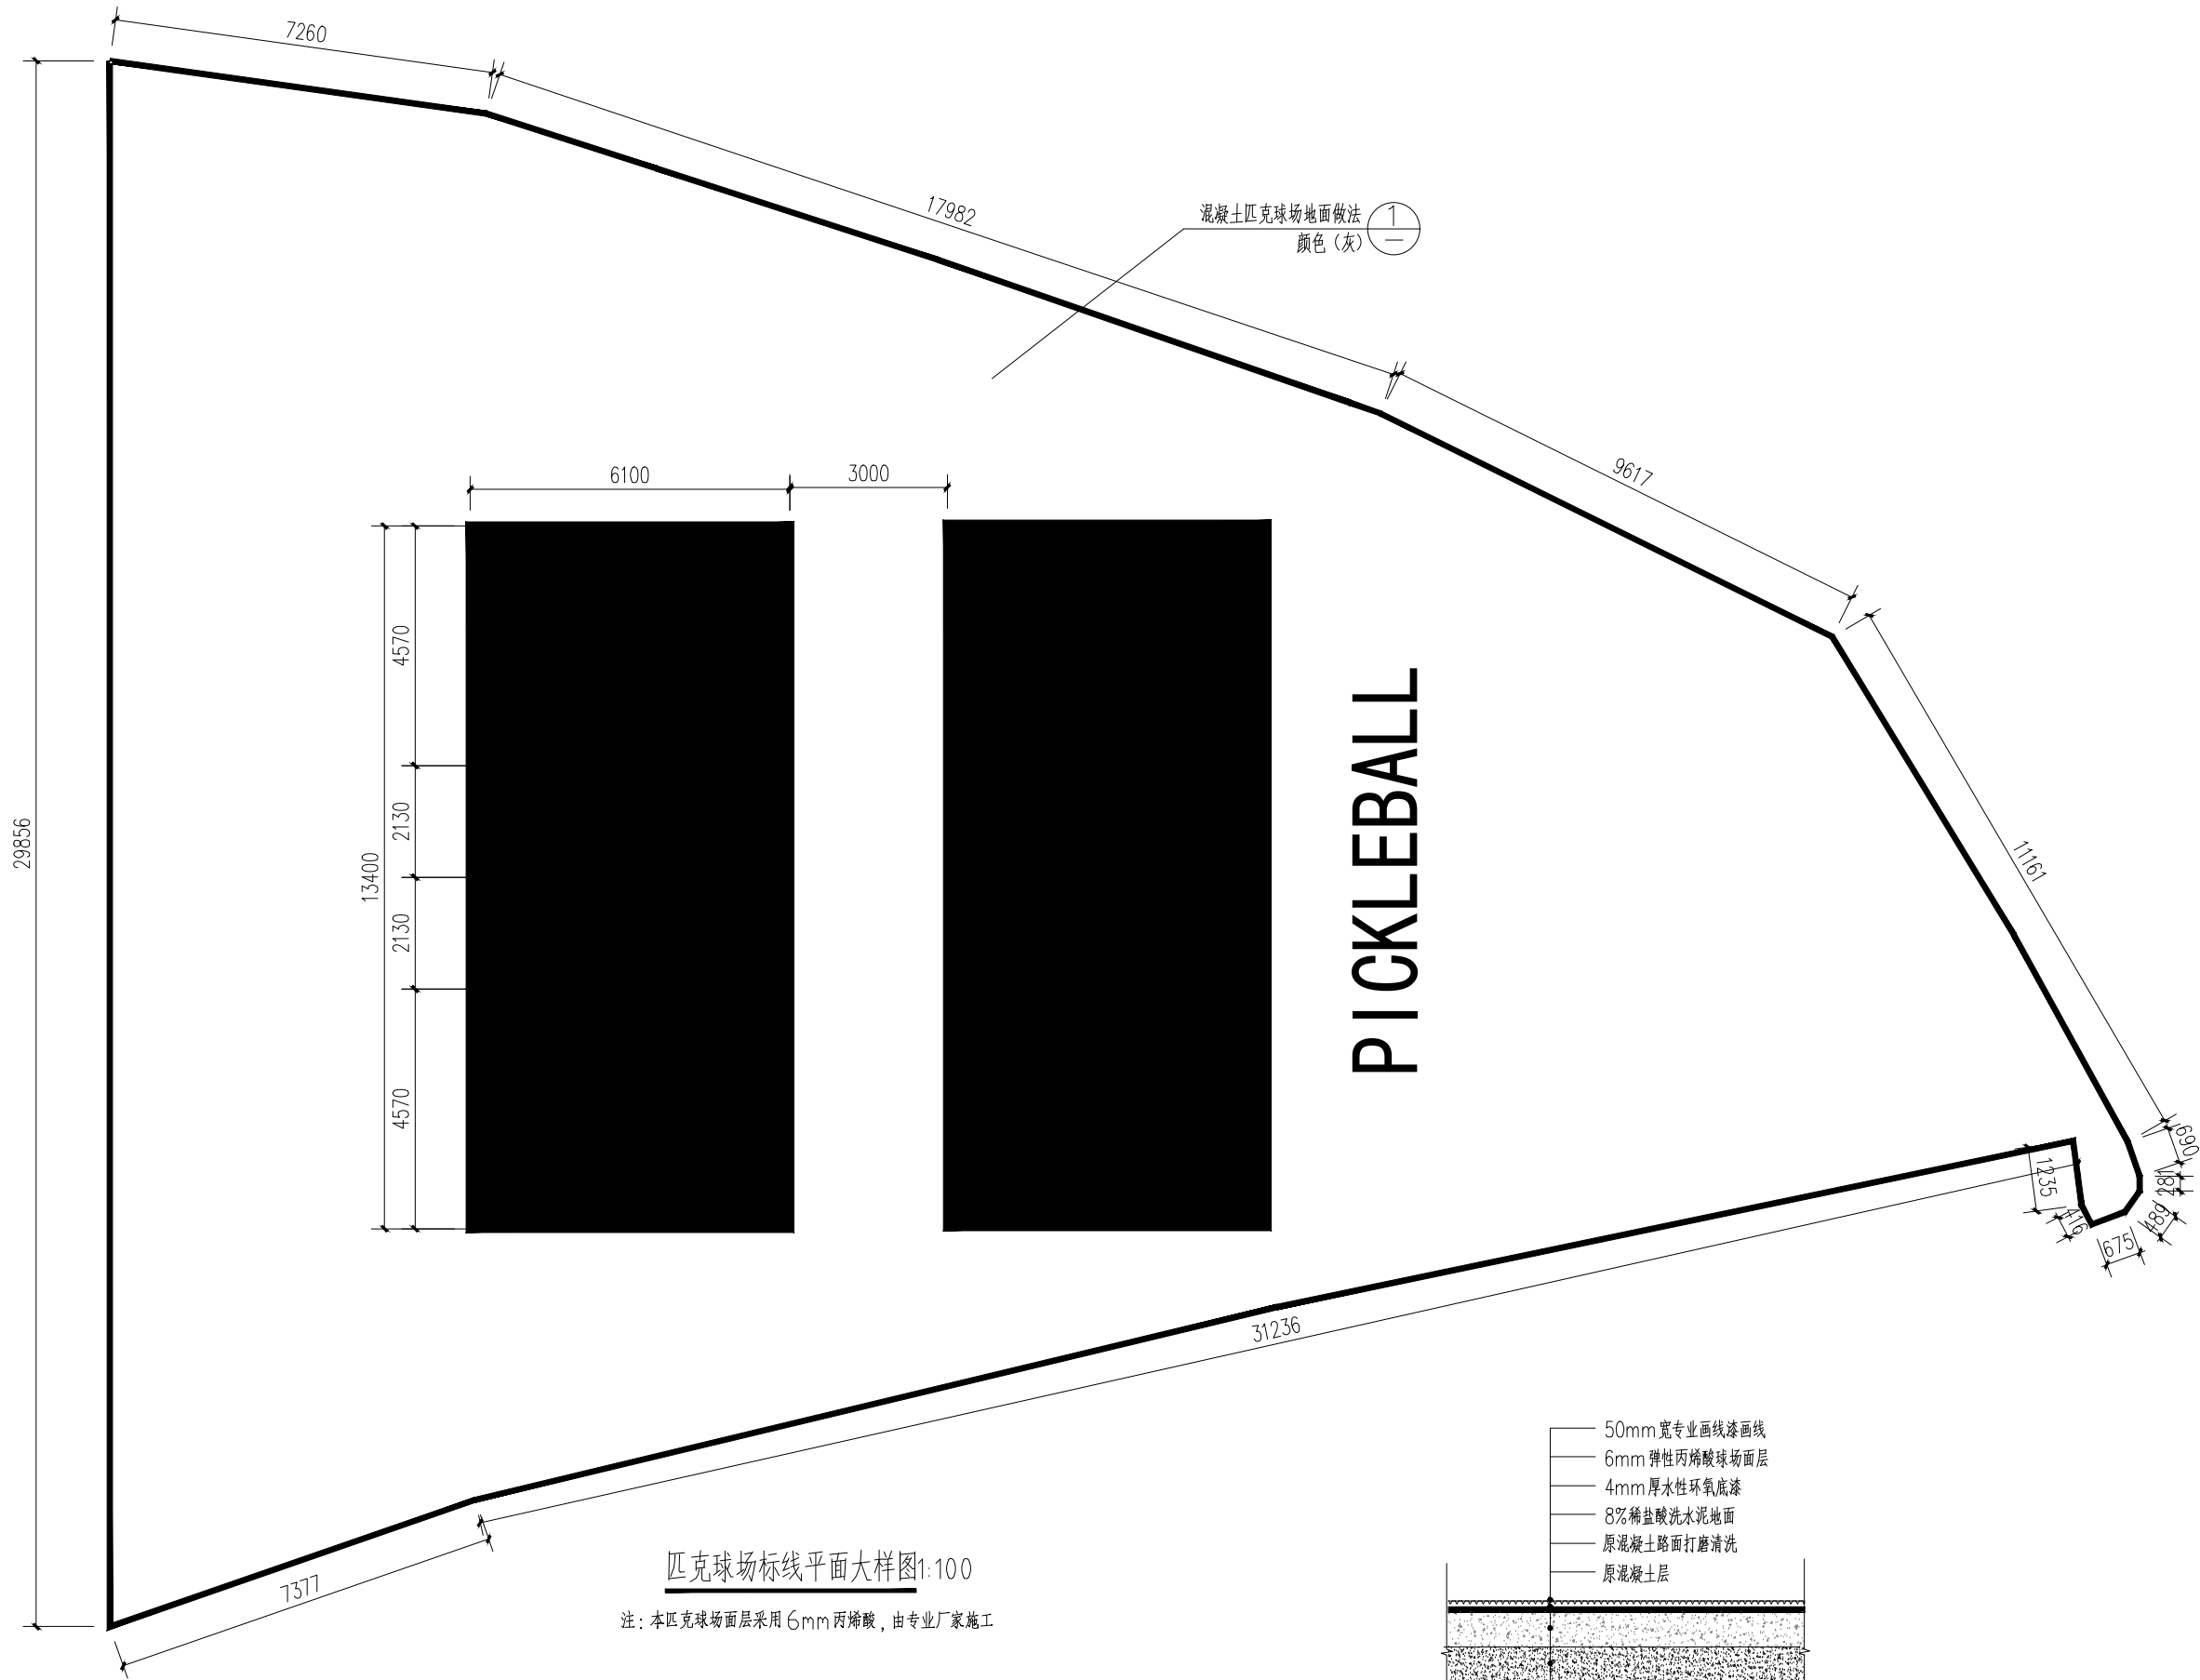 7260
17982
混凝土匹克球场地面做法
1
颜色（灰）
—
6100
3000
9617
4570
2130
2130
4570
13400
29856
PICKLEBALL
11161
690
281
489
675
416
1235
31236
7377
50mm宽专业画线漆画线
6mm弹性丙烯酸球场面层
4mm厚水性环氧底漆
8%稀盐酸洗水泥地面
原混凝土路面打磨清洗
原混凝土层
匹克球场标线平面大样图1:100
注：本匹克球场面层采用6mm丙烯酸，由专业厂家施工